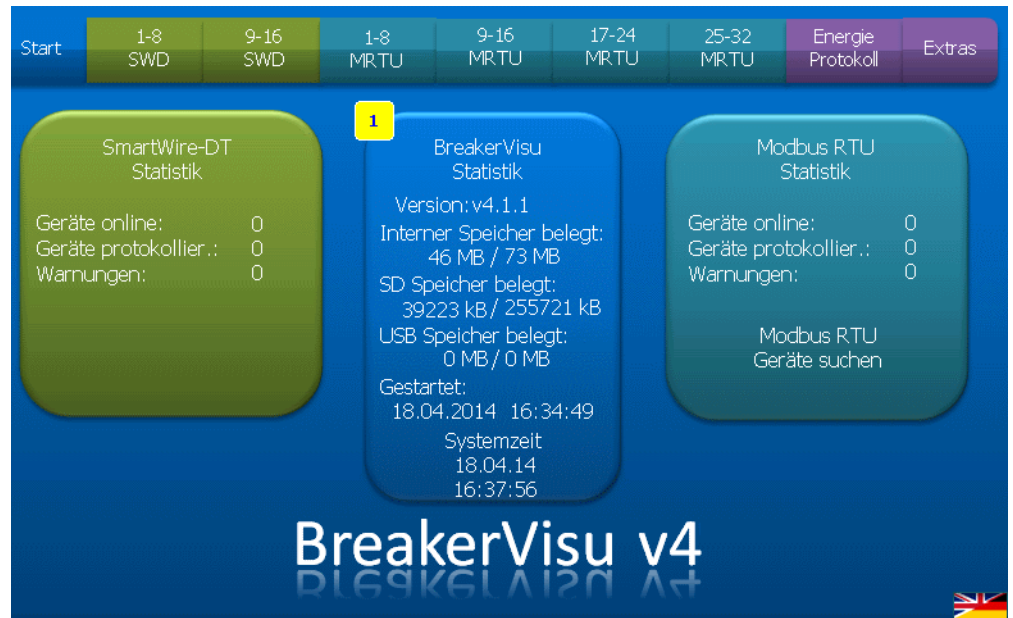 Start
1-8
SWD
9-16
SWD
1-8
MRTU
9-16
MRTU
17-24
MRTU
25-32
MRTU
Energie
Protokoll
Extras
SmartWire-DT
Statistik
Geräte online: 0
Geräte protokollier.: 0
Warnungen: 0
1
BreakerVisu
Statistik
Version: v4.1.1
Interner Speicher belegt:
46 MB / 73 MB
SD Speicher belegt:
39223 kB / 255721 kB
USB Speicher belegt:
0 MB / 0 MB
Gestartet:
18.04.2014 16:34:49
Systemzeit
18.04.14
16:37:56
Modbus RTU
Statistik
Geräte online: 0
Geräte protokollier.: 0
Warnungen: 0
Modbus RTU
Geräte suchen
BreakerVisu v4